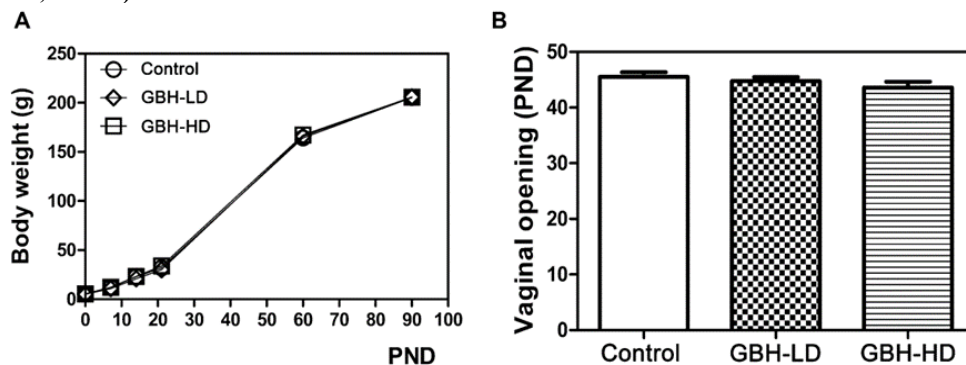 A
B
Body weight (g)
250
200
150
100
50
0
Control
GBH-LD
GBH-HD
0 10 20 30 40 50 60 70 80 90 100
PND
Vaginal opening (PND)
50
40
30
20
10
0
Control GBH-LD GBH-HD